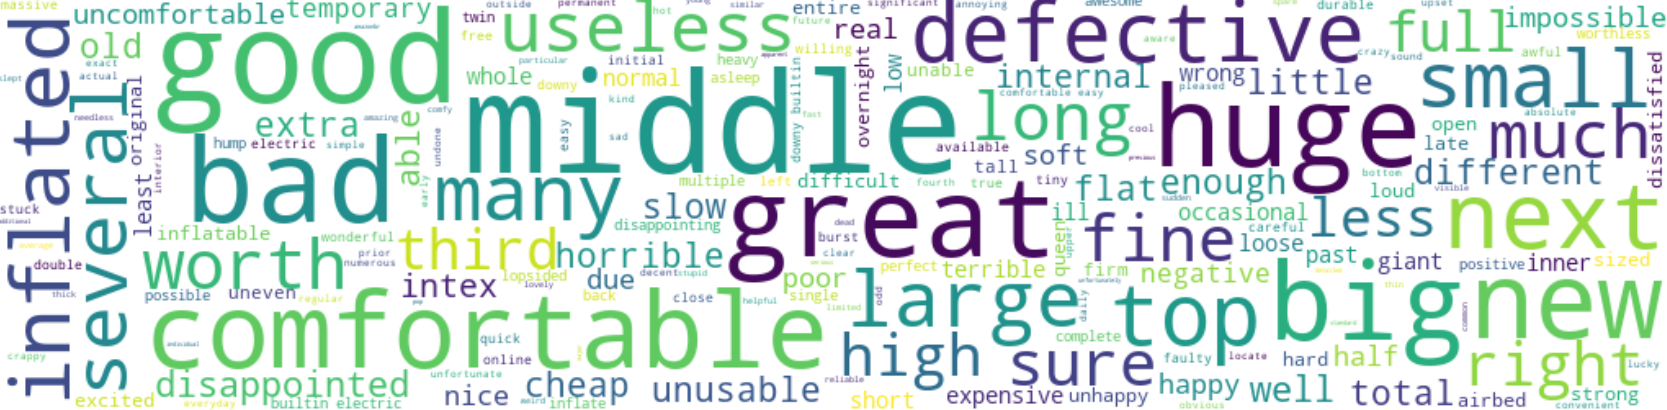 massive
uncomfortable
temporary
outside
permanent
annoying
young
similar
entire
significant
awesome
durable
upset
spare
twin
free
useless
hot
future
willing
real
defective
full
impossible
worthless
old
exact
actual
good
particular
heavy
asleep
initial
normal
whole
downy
kind
builtin
low
overnight
unable
aware
internal
comfortable easy
wrong
pleased
little
crazy
sound
awful
small
absolute
dissatisfied
inflated
several
needless
least
original
interior
extra
able
amazing
comfy
middle
easy
sad
fast
long
cool
huge
open
late
much
different
bottom
visible
loud
hump
electric
simple
bad
undone
early
many
multiple
left
difficult
fourth
true
available
tall
soft
tiny
flat
enough
sudden
stuck
additional
average
double
thick
inflatable
wonderful
prior
numerous
worth
third
slow
disappointing
horrible
great
dead
burst
clear
ill
upper
queen
fine
occasional
careful
loose
less
past
next
possible
uneven
regular
intex
lopsided
lovely
due
decent
stupid
poor
single
perfect
terrible
firm
negative
giant
positive
inner
sized
comfortable
back
close
helpful
limited
odd
large
daily
top
big
thin
common
new
crappy
individual
quick
online
unfortunate
high
complete
sure
faulty
locate
hard
half
right
lucky
excited
disappointed
everyday
builtin electric
nice
weird
cheap
inflate
unusable
reliable
short
expensive
unhappy
happy
obvious
well
total
airbed
strong
convenient